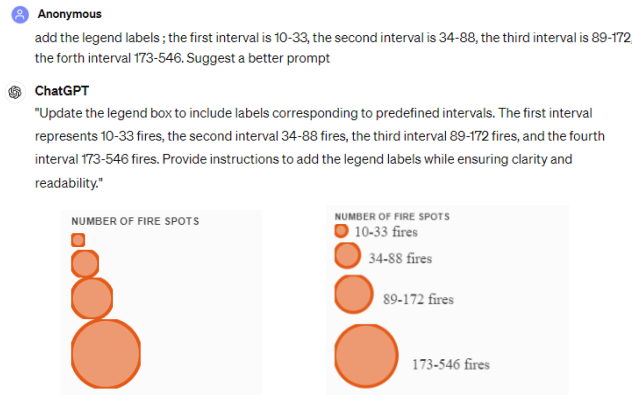 Anonymous
add the legend labels ; the first interval is 10-33, the second interval is 34-88, the third interval is 89-172,
the forth interval 173-546. Suggest a better prompt
ChatGPT
"Update the legend box to include labels corresponding to predefined intervals. The first interval
represents 10-33 fires, the second interval 34-88 fires, the third interval 89-172 fires, and the fourth
interval 173-546 fires. Provide instructions to add the legend labels while ensuring clarity and
readability."
NUMBER OF FIRE SPOTS
NUMBER OF FIRE SPOTS
10-33 fires
34-88 fires
89-172 fires
173-546 fires